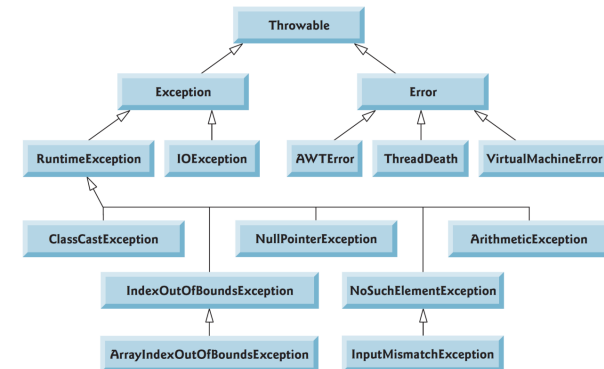 Throwable
Exception
Error
RuntimeException
IOException
AWTError
ThreadDeath
VirtualMachineError
ClassCastException
NullPointerException
ArithmeticException
IndexOutOfBoundsException
NoSuchElementException
ArrayIndexOutOfBoundsException
InputMismatchException